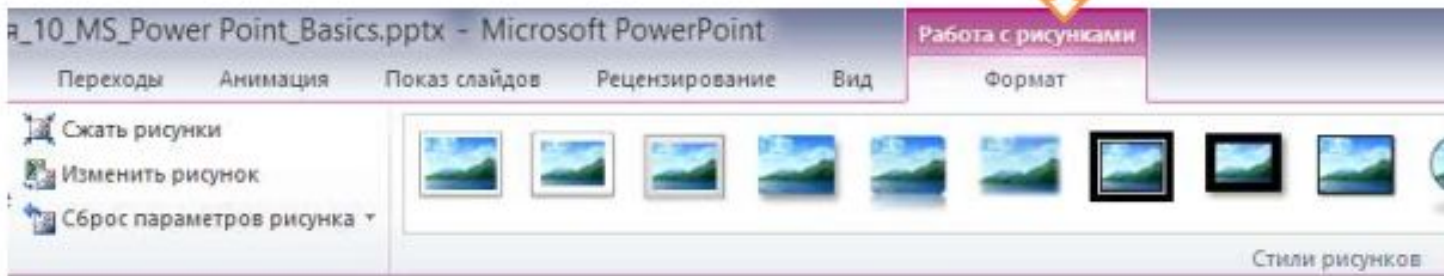 я_10_MS_Power Point_Basics.pptx - Microsoft PowerPoint
Работа с рисунками
Переходы Анимация Показ слайдов Рецензирование Вид Формат
Сжать рисунки
Изменить рисунок
Сброс параметров рисунка
Стили рисунков